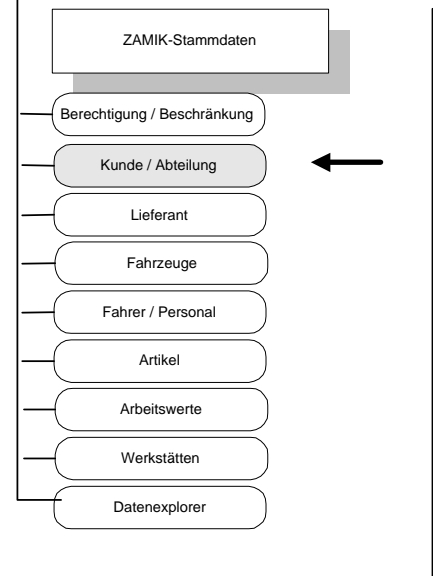 ZAMIK-Stammdaten
Berechtigung / Beschränkung
Kunde / Abteilung
Lieferant
Fahrzeuge
Fahrer / Personal
Artikel
Arbeitswerte
Werkstätten
Datenexplorer